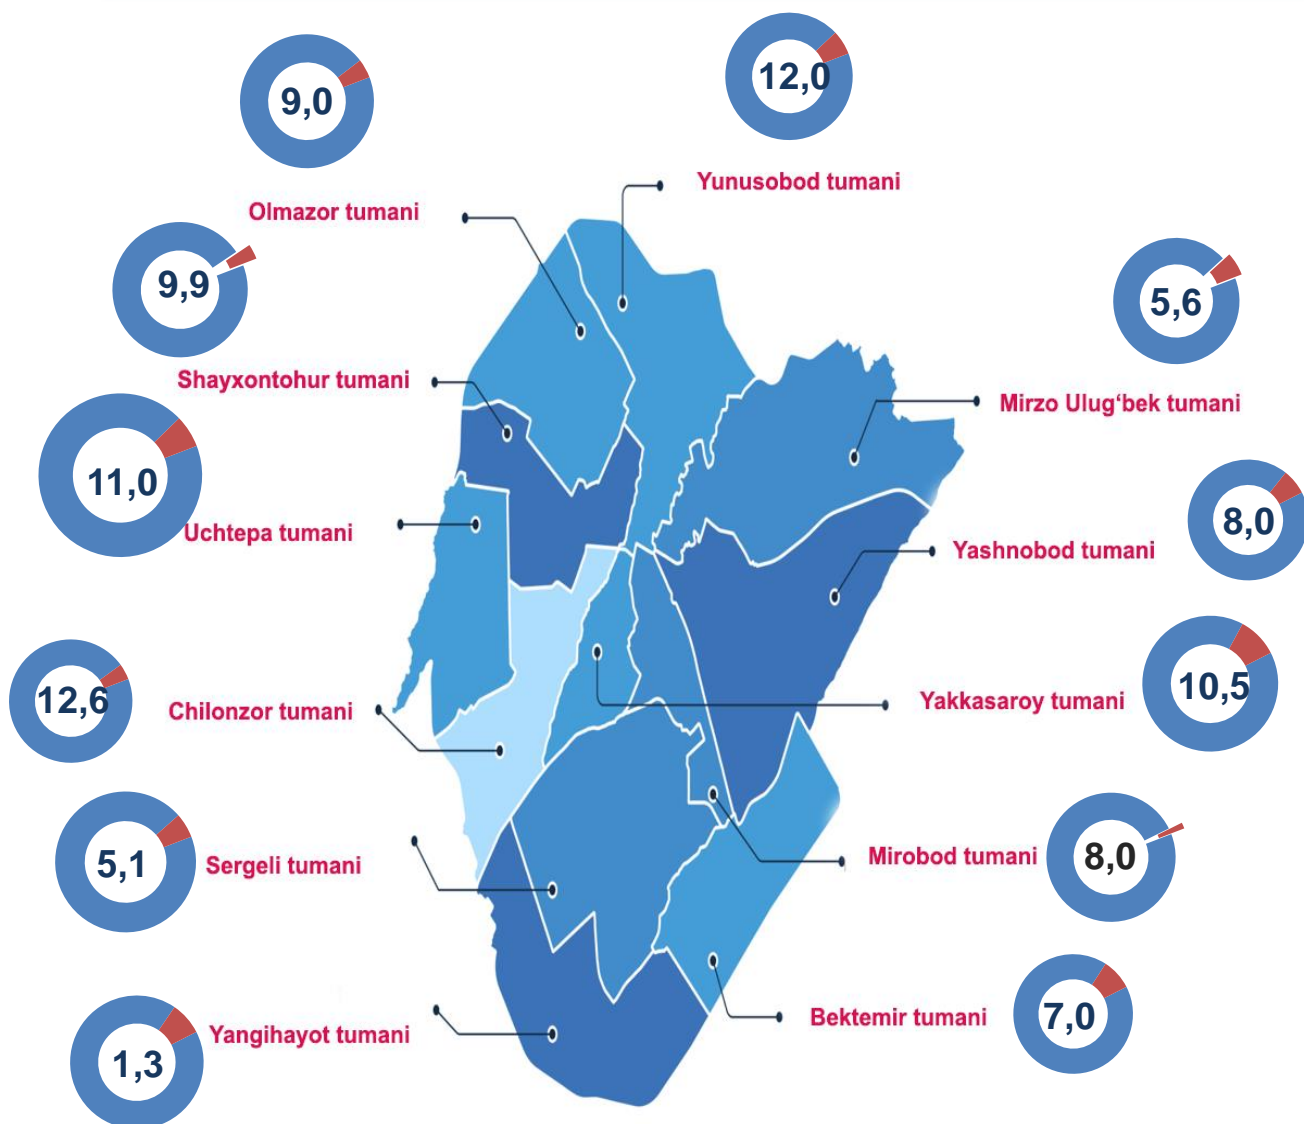 9,0
12,0
Yunusobod tumani
Olmazor tumani
9,9
5,6
Shayxontohur tumani
Mirzo Ulug‘bek tumani
11,0
8,0
Uchtepa tumani
Yashnobod tumani
12,6
10,5
Chilonzor tumani
Yakkasaroy tumani
5,1
Sergeli tumani
Mirobod tumani
8,0
7,0
Bektemir tumani
Yangihayot tumani
1,3